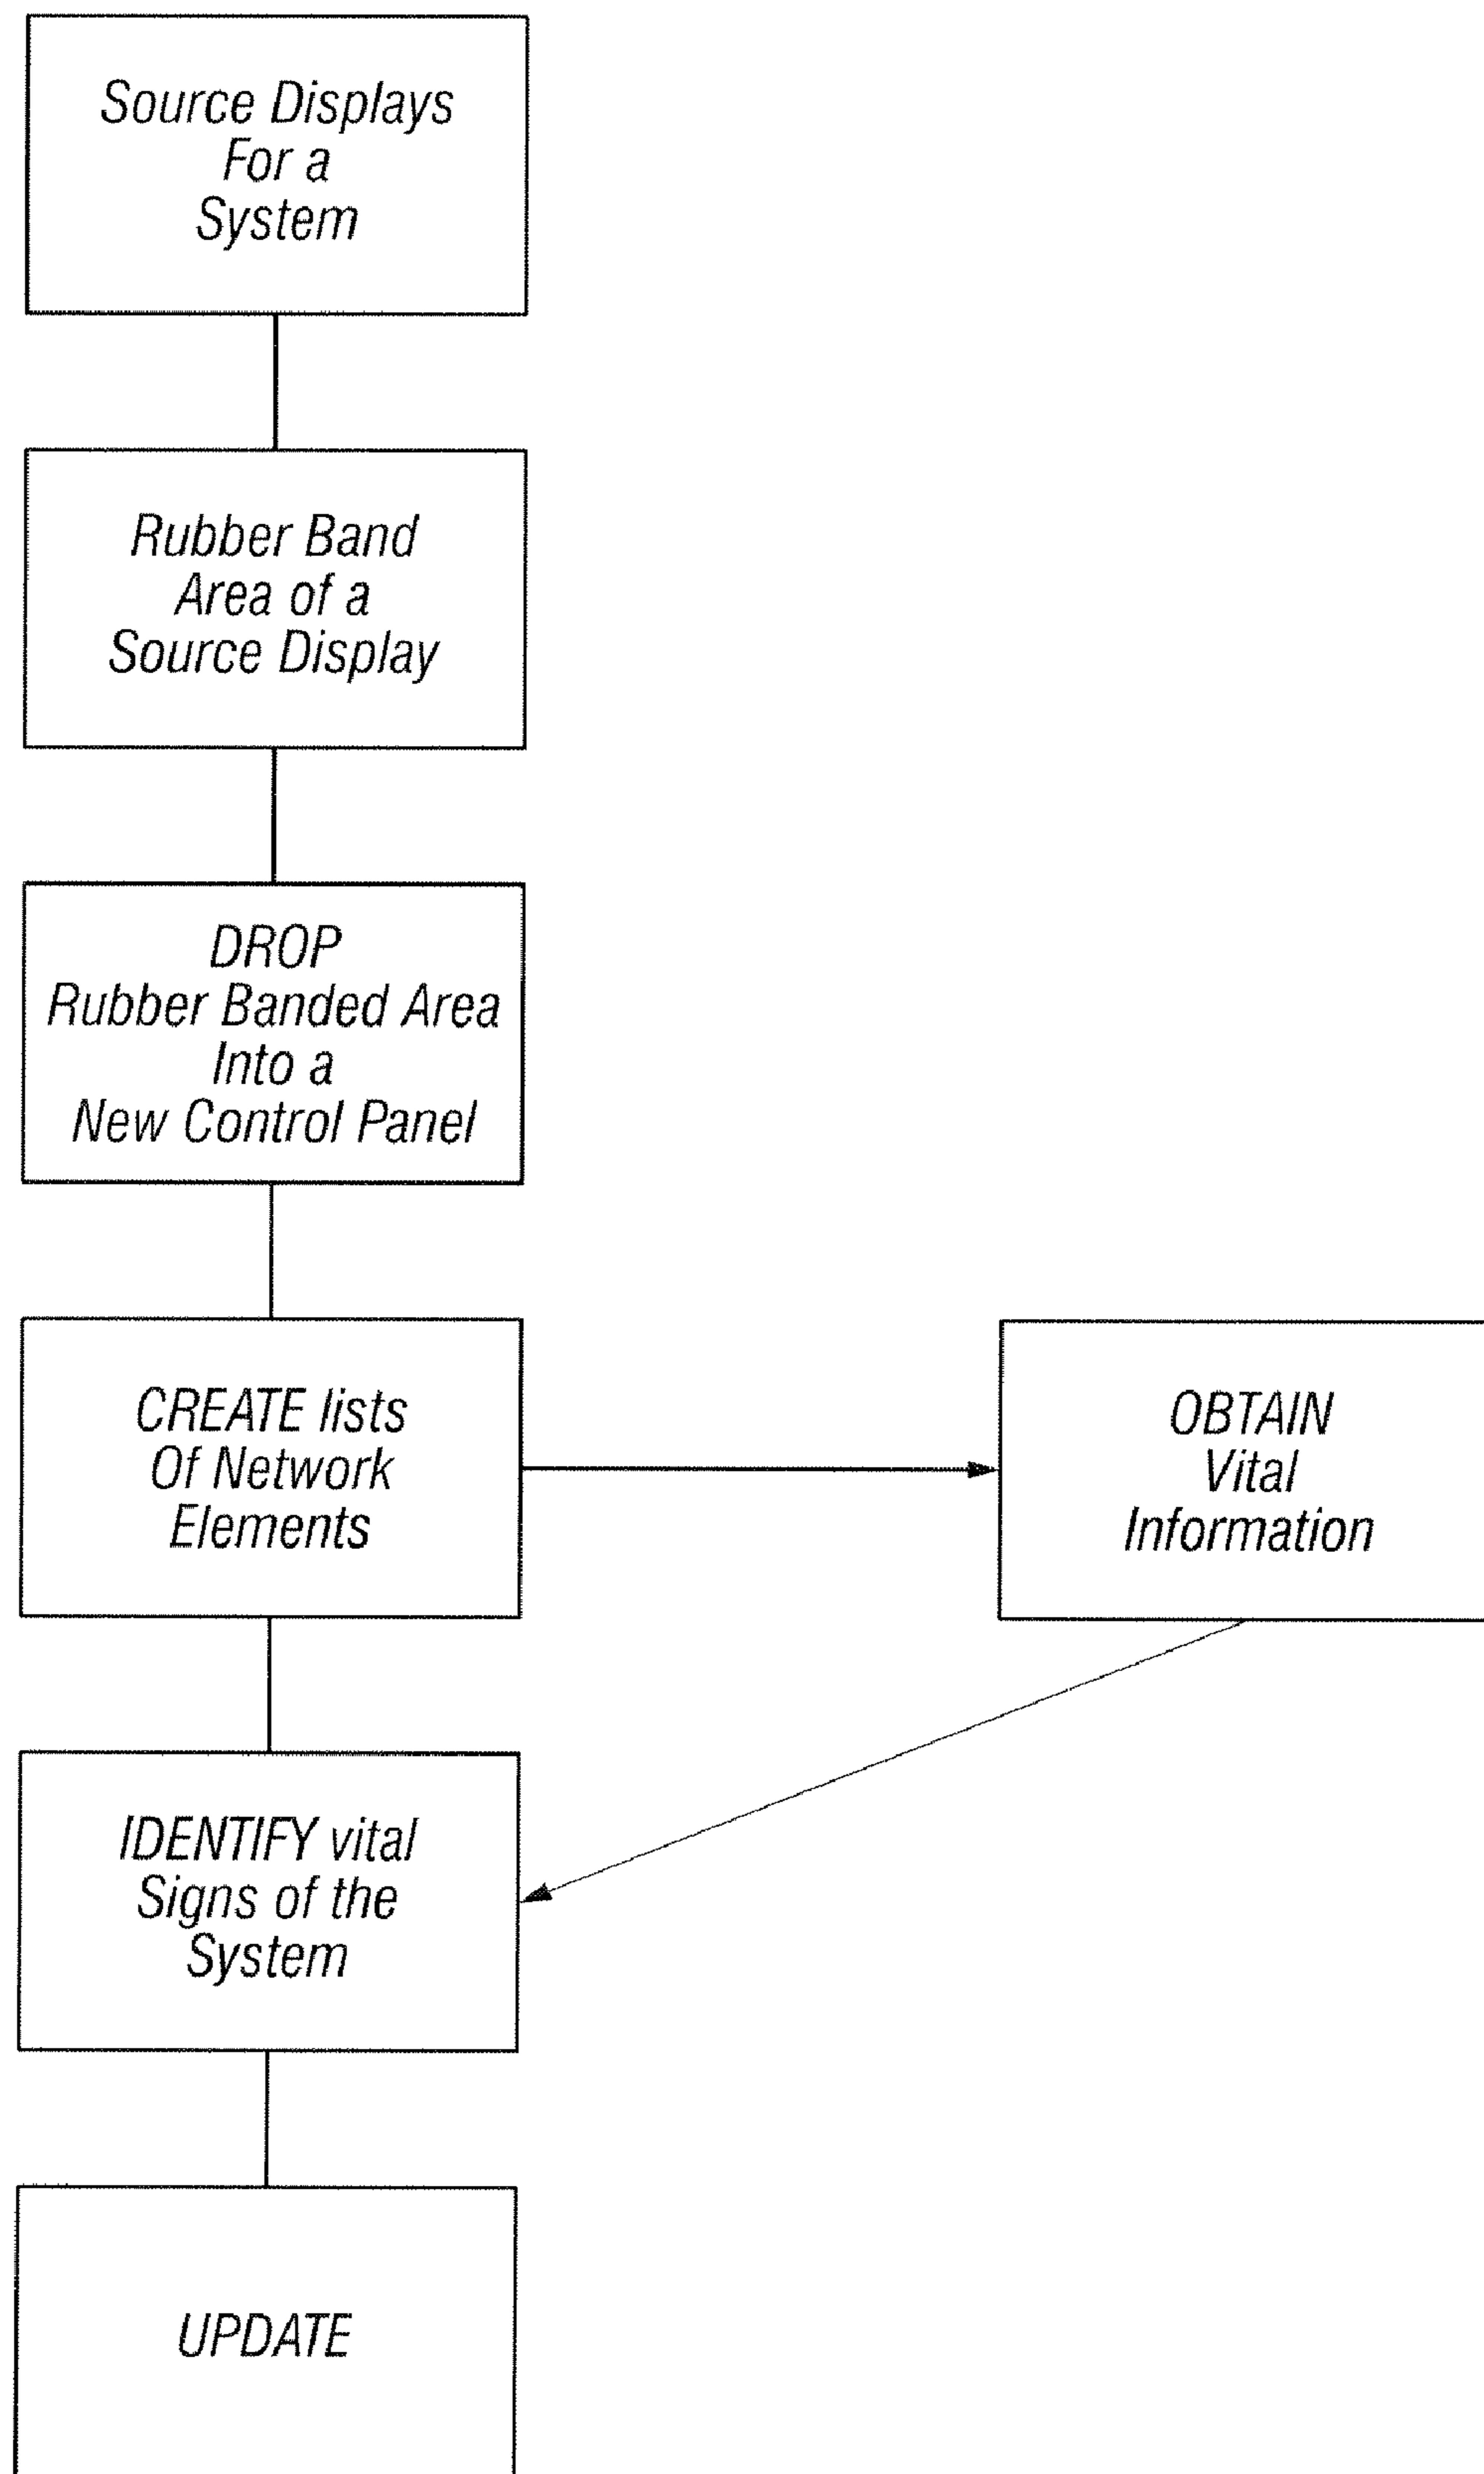 Source Displays
For a
System
Rubber Band
Area of a
Source Display
DROP
Rubber Banded Area
Into a
New Control Panel
CREATE lists
Of Network
Elements
OBTAIN
Vital
Information
IDENTIFY vital
Signs of the
System
UPDATE